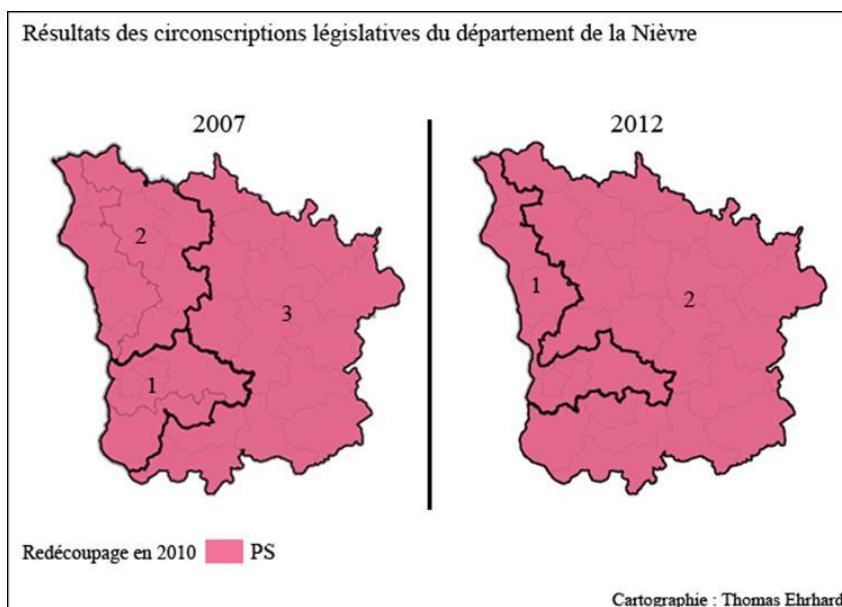 Résultats des circonscriptions législatives du département de la Nièvre
2007
2012
2
3
1
1
2
Redécoupage en 2010
PS
Cartographie : Thomas Ehrhard